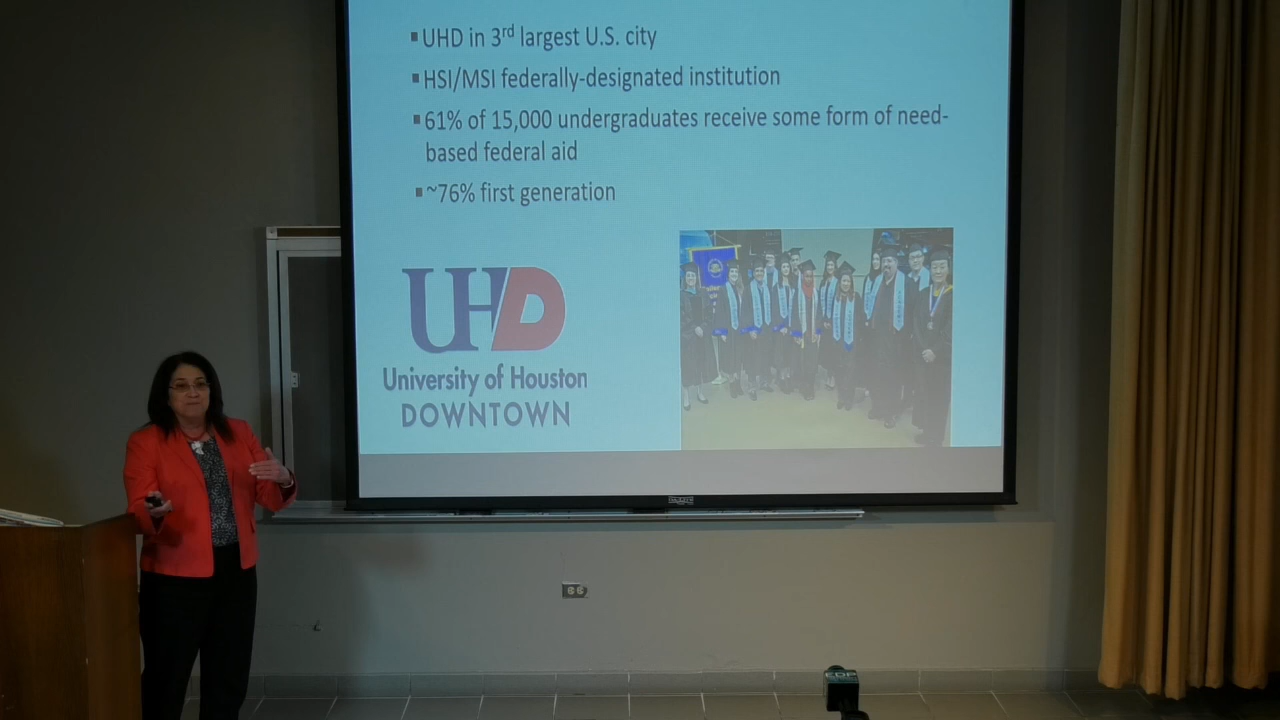 ▪UHD in 3rd largest U.S. city
▪HSI/MSI federally-designated institution
▪61% of 15,000 undergraduates receive some form of need-
based federal aid
▪~76% first generation
UHD
University of Houston
DOWNTOWN